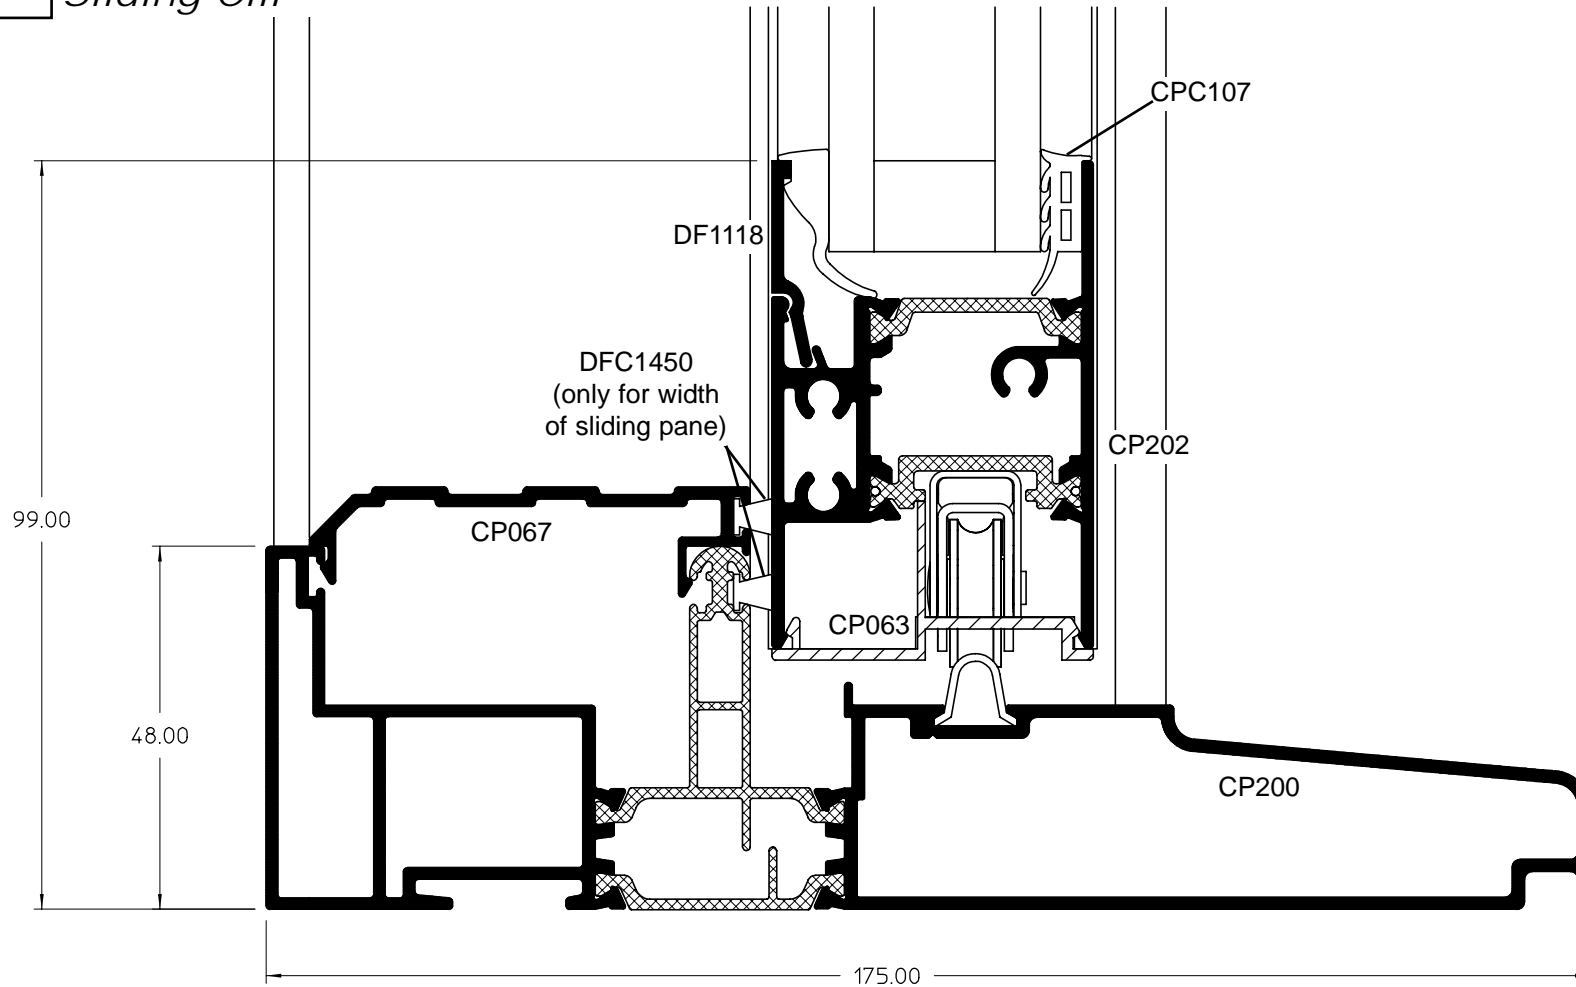 Sliding Cill
CPC107
DF1118
DFC1450
(only for width
of sliding pane)
CP202
99.00
CP067
CP063
48.00
CP200
175.00